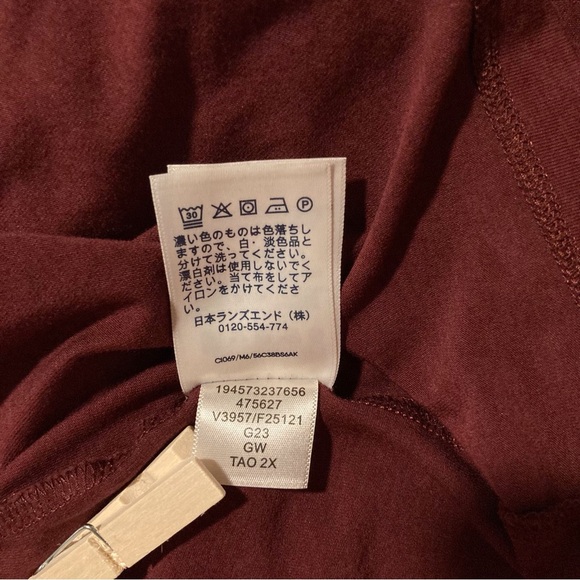 30
P
濃い色のものは色落ちし
ますので、白・淡色品と
分けて洗ってください。
漂白剤は使用しないでく
ださい。当て布をしてア
イロンをかけてくださ
い。
日本ランズエンド（株）
0120-554-774
CI069/M6/56C38BS6AK
194573237656
475627
V3957/F25121
G23
GW
TAO 2X